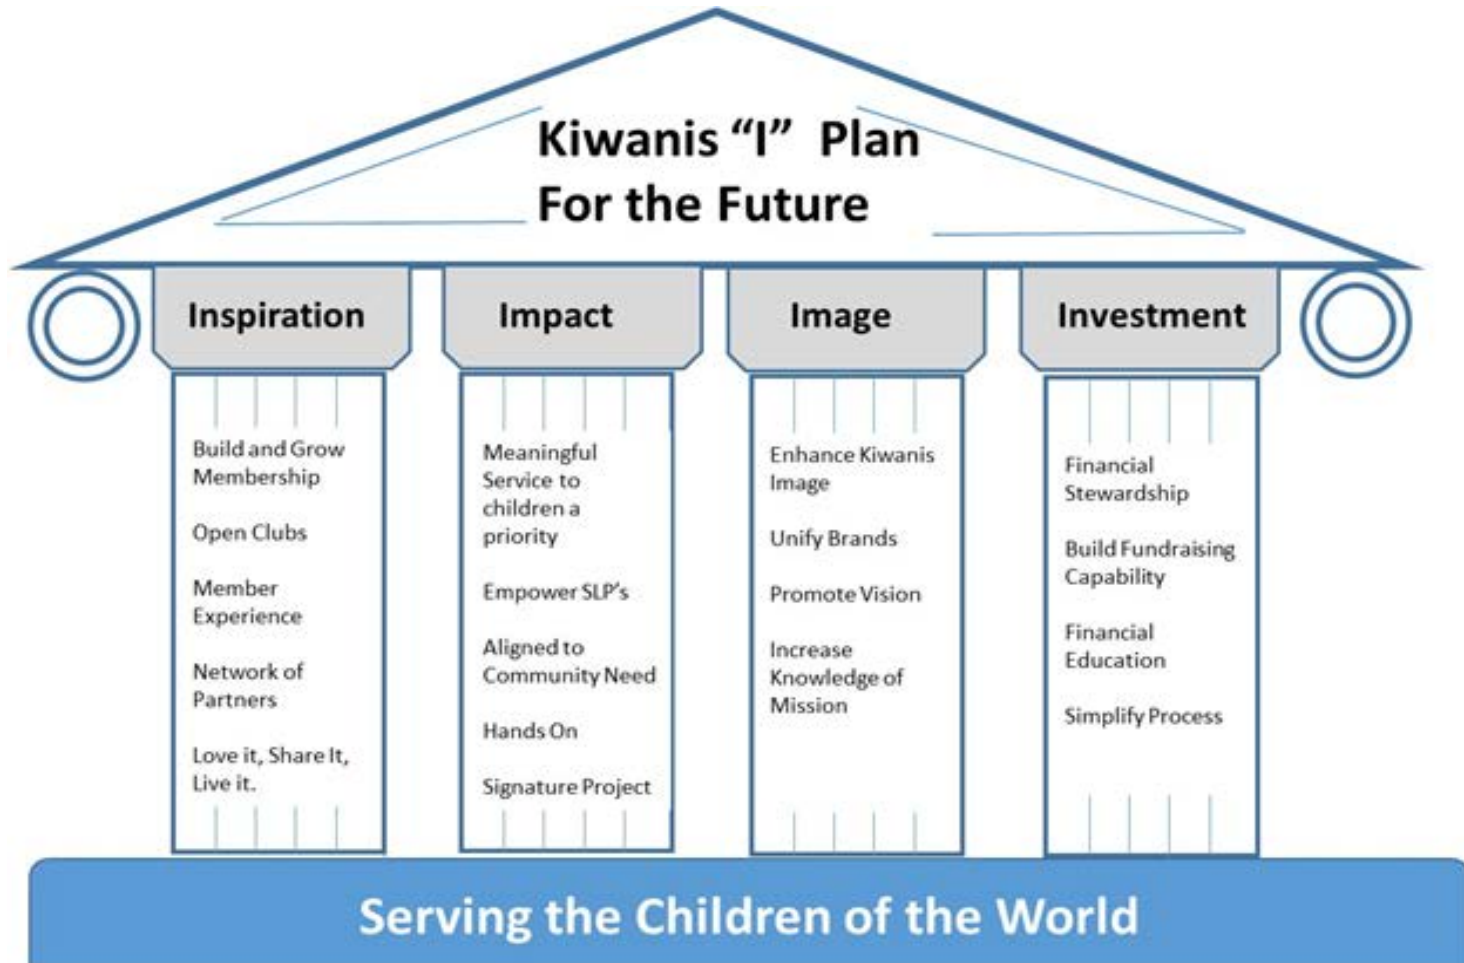 Kiwanis “I” Plan
For the Future
Inspiration
Impact
Image
Investment
Build and Grow
Membership
Open Clubs
Member
Experience
Network of
Partners
Love it, Share It,
Live it.
Meaningful
Service to
children a
priority
Empower SLP’s
Aligned to
Community Need
Hands On
Signature Project
Enhance Kiwanis
Image
Unify Brands
Promote Vision
Increase
Knowledge of
Mission
Financial
Stewardship
Build Fundraising
Capability
Financial
Education
Simplify Process
Serving the Children of the World